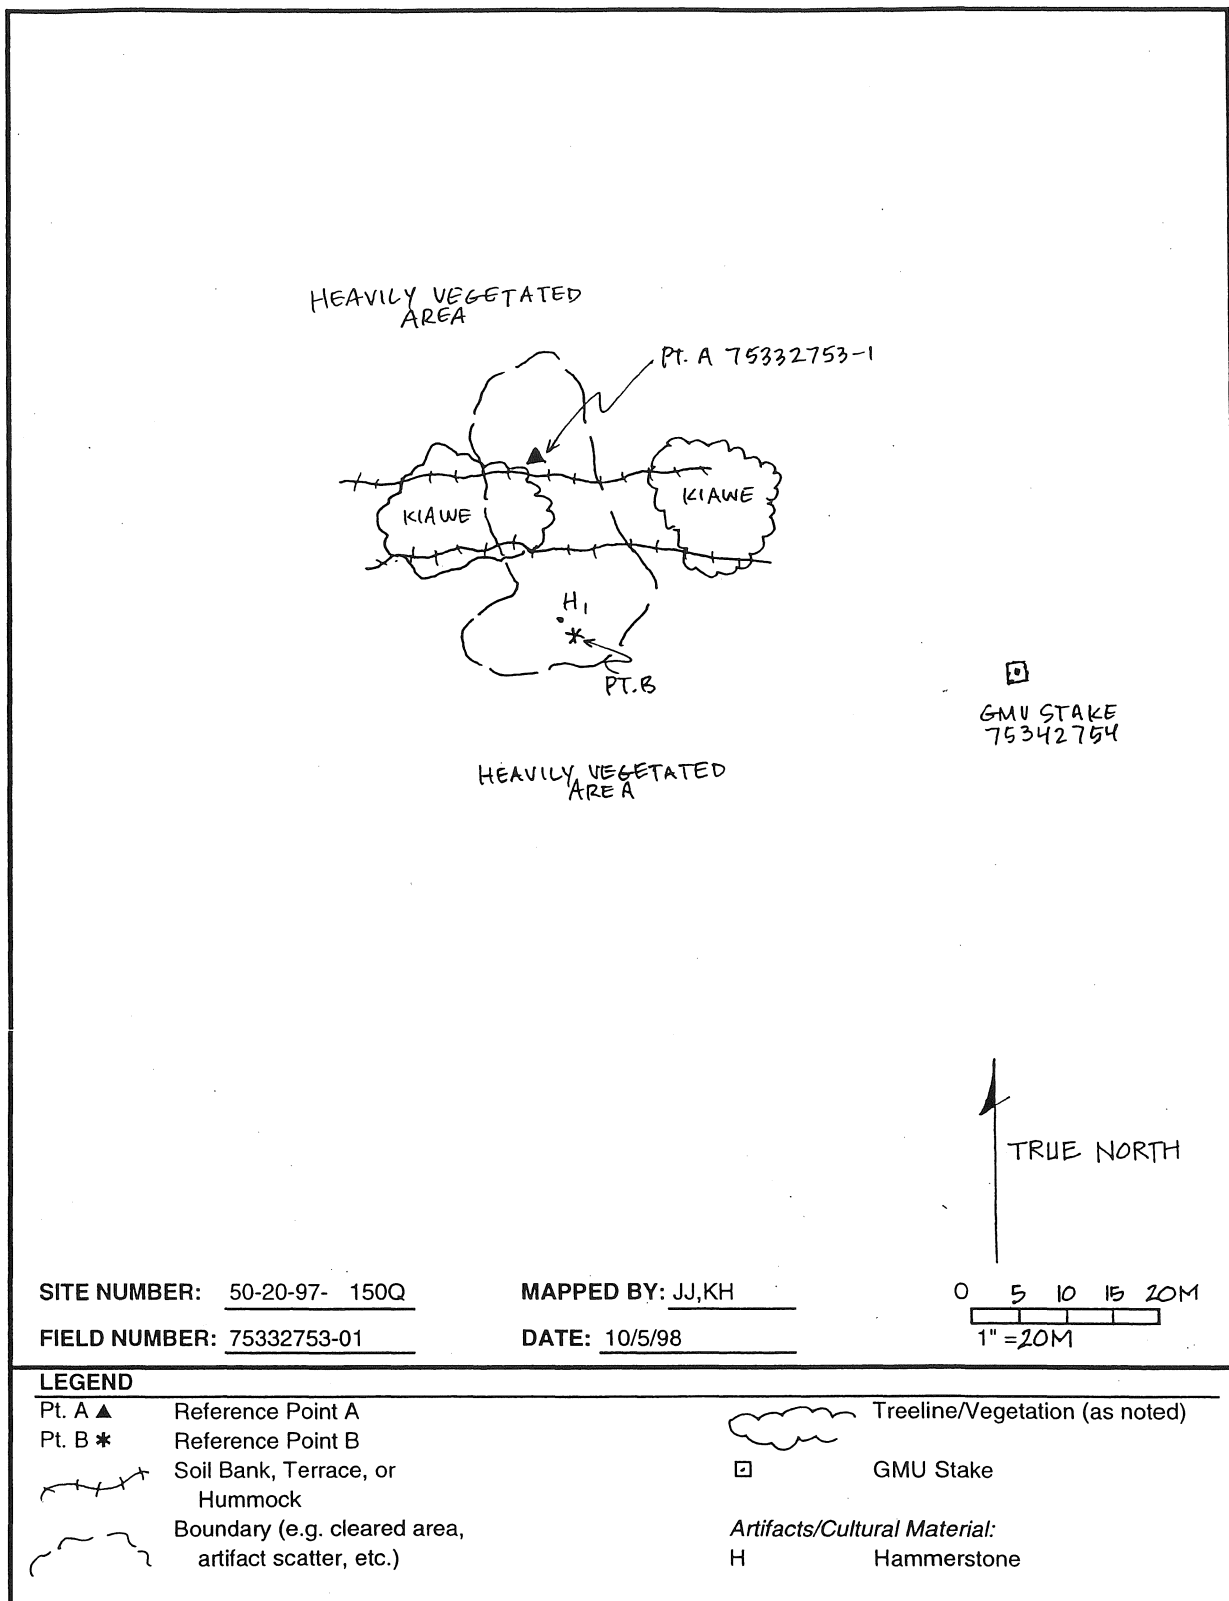 HEAVILY VEGETATED
AREA
Pt. A 75332753-1
KIAWE
KIAWE
H1
PT.B
GMU STAKE
75342754
HEAVILY VEGETATED
AREA
TRUE NORTH
SITE NUMBER: 50-20-97- 150Q
MAPPED BY: JJ,KH
0 5 10 15 20M
FIELD NUMBER: 75332753-01
DATE: 10/5/98
1" =20M
LEGEND
Pt. A Reference Point A
Pt. B Reference Point B
Soil Bank, Terrace, or
Hummock
Boundary (e.g. cleared area,
artifact scatter, etc.)
Treeline/Vegetation (as noted)
GMU Stake
Artifacts/Cultural Material:
H Hammerstone